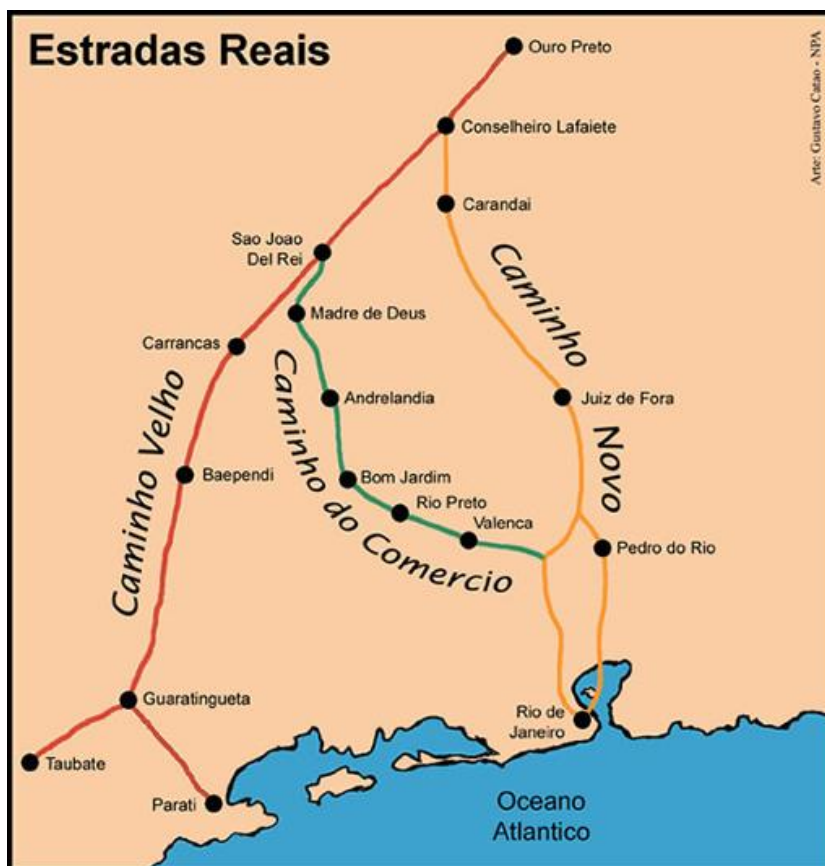 Estradas Reais
Arte: Gustavo Catao - NPA
Ouro Preto
Conselheiro Lafaiete
Carandai
Sao Joao
Del Rei
Caminho
Madre de Deus
Carrancas
Andrelandia
Juiz de Fora
Caminho Velho
Caminho do Comercio
Novo
Baependi
Bom Jardim
Rio Preto
Valenca
Pedro do Rio
Guaratingueta
Rio de
Janeiro
Taubate
Parati
Oceano
Atlantico